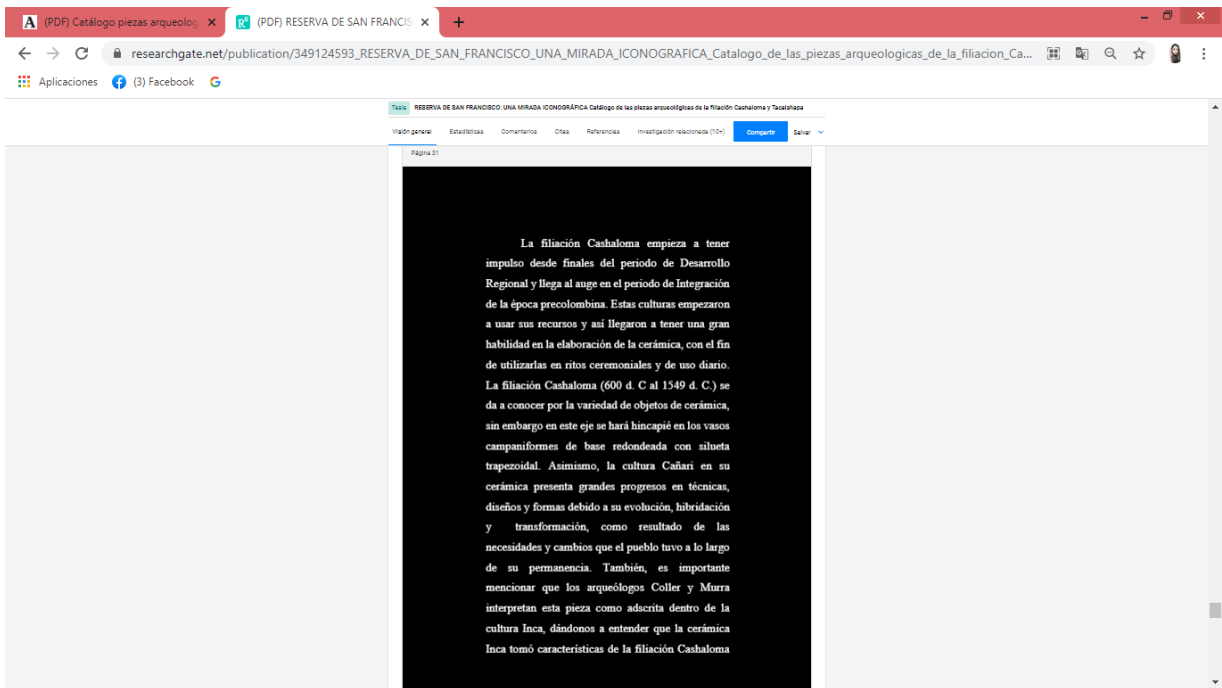 (PDF) Catálogo piezas arqueolog
(PDF) RESERVA DE SAN FRANCIS
researchgate.net/publication/349124593_RESERVA_DE_SAN_FRANCISCO_UNA_MIRADA_ICONOGRAFICA_Catalogo_de_las_piezas_arqueologicas_de_la_filiacion_Ca...
Aplicaciones (3) Facebook
Tesis RESERVA DE SAN FRANCISCO: UNA MIRADA ICONOGRÁFICA Catálogo de las piezas arqueológicas de la filiación Cashaloma y Tacalshapa
Visión general Estadísticas Comentarios Citas Referencias Investigación relacionada (10+) Compartir Salvar
Página 31
La filiación Cashaloma empieza a tener
impulso desde finales del periodo de Desarrollo
Regional y llega al auge en el periodo de Integración
de la época precolombina. Estas culturas empezaron
a usar sus recursos y así llegaron a tener una gran
habilidad en la elaboración de la cerámica, con el fin
de utilizarlas en ritos ceremoniales y de uso diario.
La filiación Cashaloma (600 d. C al 1549 d. C.) se
da a conocer por la variedad de objetos de cerámica,
sin embargo en este eje se hará hincapié en los vasos
campaniformes de base redondeada con silueta
trapezoidal. Asimismo, la cultura Cañari en su
cerámica presenta grandes progresos en técnicas,
diseños y formas debido a su evolución, hibridación
y transformación, como resultado de las
necesidades y cambios que el pueblo tuvo a lo largo
de su permanencia. También, es importante
mencionar que los arqueólogos Coller y Murra
interpretan esta pieza como adscrita dentro de la
cultura Inca, dándonos a entender que la cerámica
Inca tomó características de la filiación Cashaloma